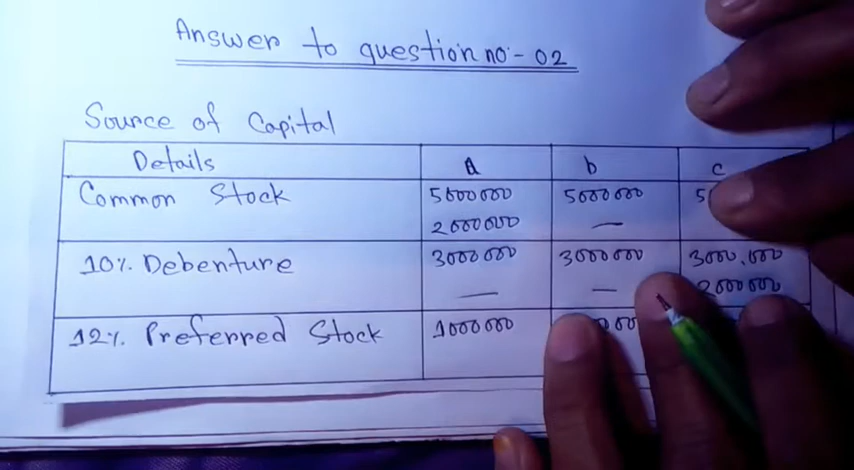 Answer to question no:- 02
Source of Capital
Details a b c
Common Stock 5000000 5000000
2000000 —
10% Debenture 3000000 3000000 3000,000
— — 2000000
12% Preferred Stock 1000000